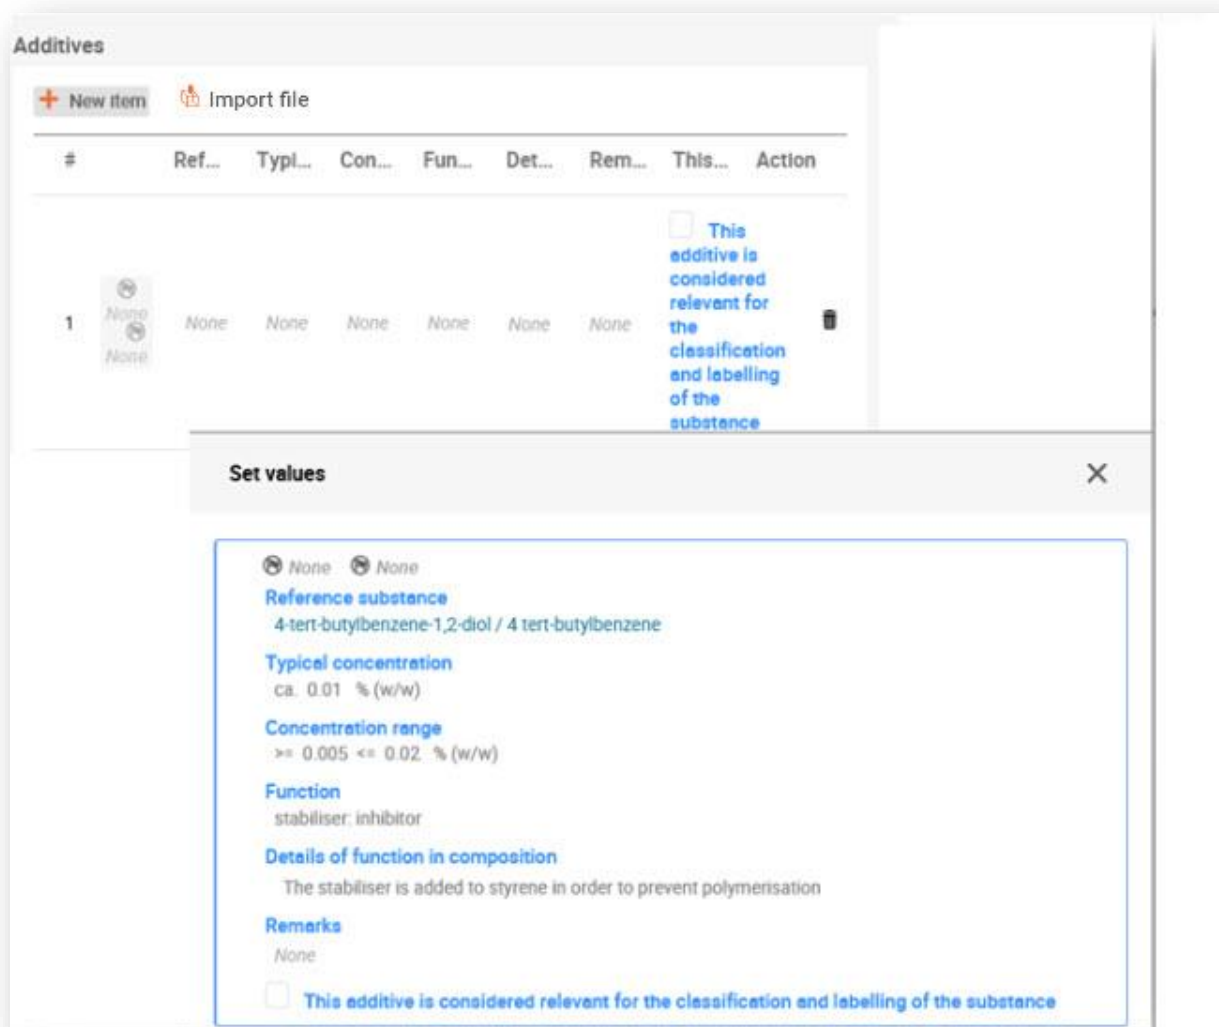 Additives
New item Import file
# Ref... Typi... Con... Fun... Det... Rem... This... Action
This
additive is
considered
relevant for
the
classification
and labelling
of the
substance
1 None None None None None None None None
Set values
None None
Reference substance
4-tert-butylbenzene-1,2-diol / 4 tert-butylbenzene
Typical concentration
ca. 0.01 % (w/w)
Concentration range
>= 0.005 <= 0.02 % (w/w)
Function
stabiliser: inhibitor
Details of function in composition
The stabiliser is added to styrene in order to prevent polymerisation
Remarks
None
This additive is considered relevant for the classification and labelling of the substance